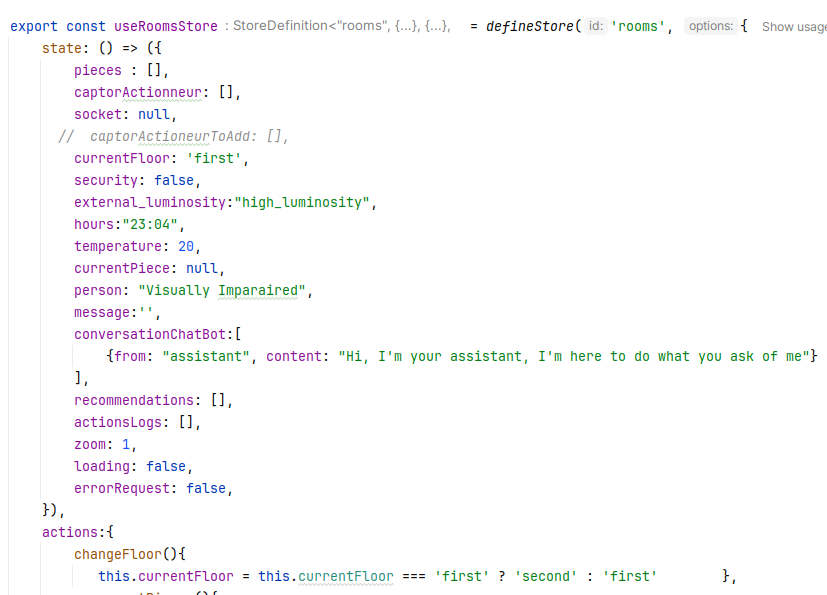 export const useRoomsStore : StoreDefinition<"rooms", {...}, {...}, = defineStore( id: 'rooms', options: { Show usage
state: () => ({
pieces : [],
captorActionneur: [],
socket: null,
// captorActioneurToAdd: [],
currentFloor: 'first',
security: false,
external_luminosity:"high_luminosity",
hours:"23:04",
temperature: 20,
currentPiece: null,
person: "Visually Imparaired",
message:'',
conversationChatBot:[
{from: "assistant", content: "Hi, I'm your assistant, I'm here to do what you ask of me"}
],
recommendations: [],
actionsLogs: [],
zoom: 1,
loading: false,
errorRequest: false,
}),
actions:{
changeFloor(){
this.currentFloor = this.currentFloor === 'first' ? 'second' : 'first' },